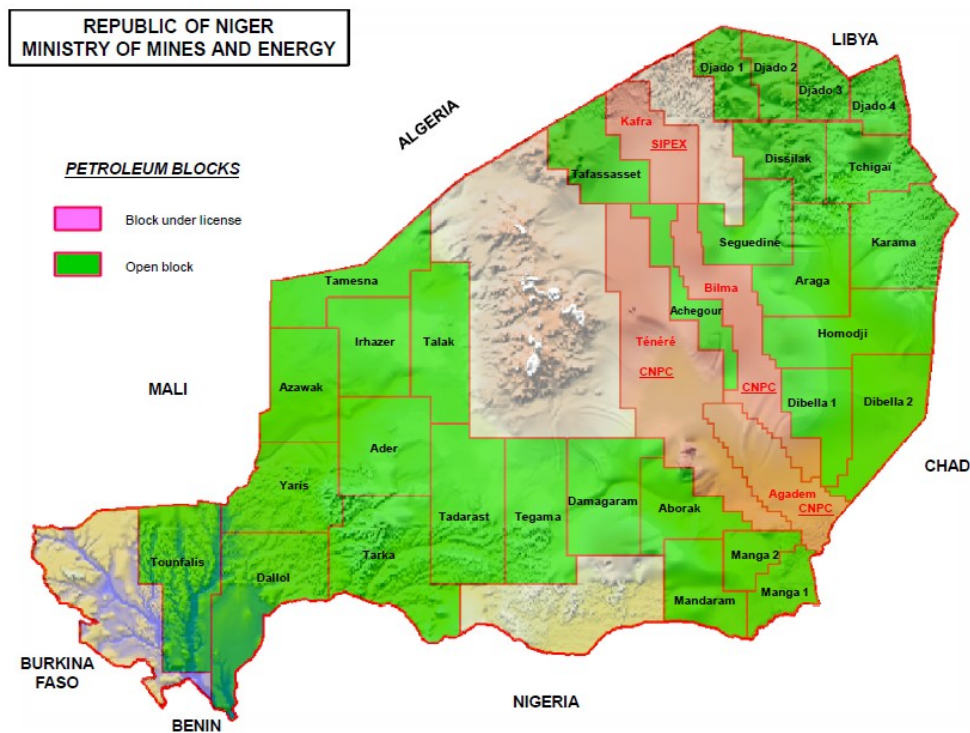 REPUBLIC OF NIGER
MINISTRY OF MINES AND ENERGY
LIBYA
ALGERIA
PETROLEUM BLOCKS
Block under license
Open block
MALI
CHAD
NIGERIA
BURKINA
FASO
BENIN
Djado 1
Djado 2
Djado 3
Djado 4
Kafra
SIPEX
Tafassasset
Dissilak
Tchigaï
Seguedine
Karama
Tamesna
Bilma
Araga
Achegour
Irhazer
Talak
Ténéré
CNPC
Homodji
Azawak
CNPC
Dibella 1
Dibella 2
Ader
Yaris
Tadarast
Tegama
Damagaram
Aborak
Agadem
CNPC
Tounfalis
Dallol
Tarka
Manga 2
Mandaram
Manga 1